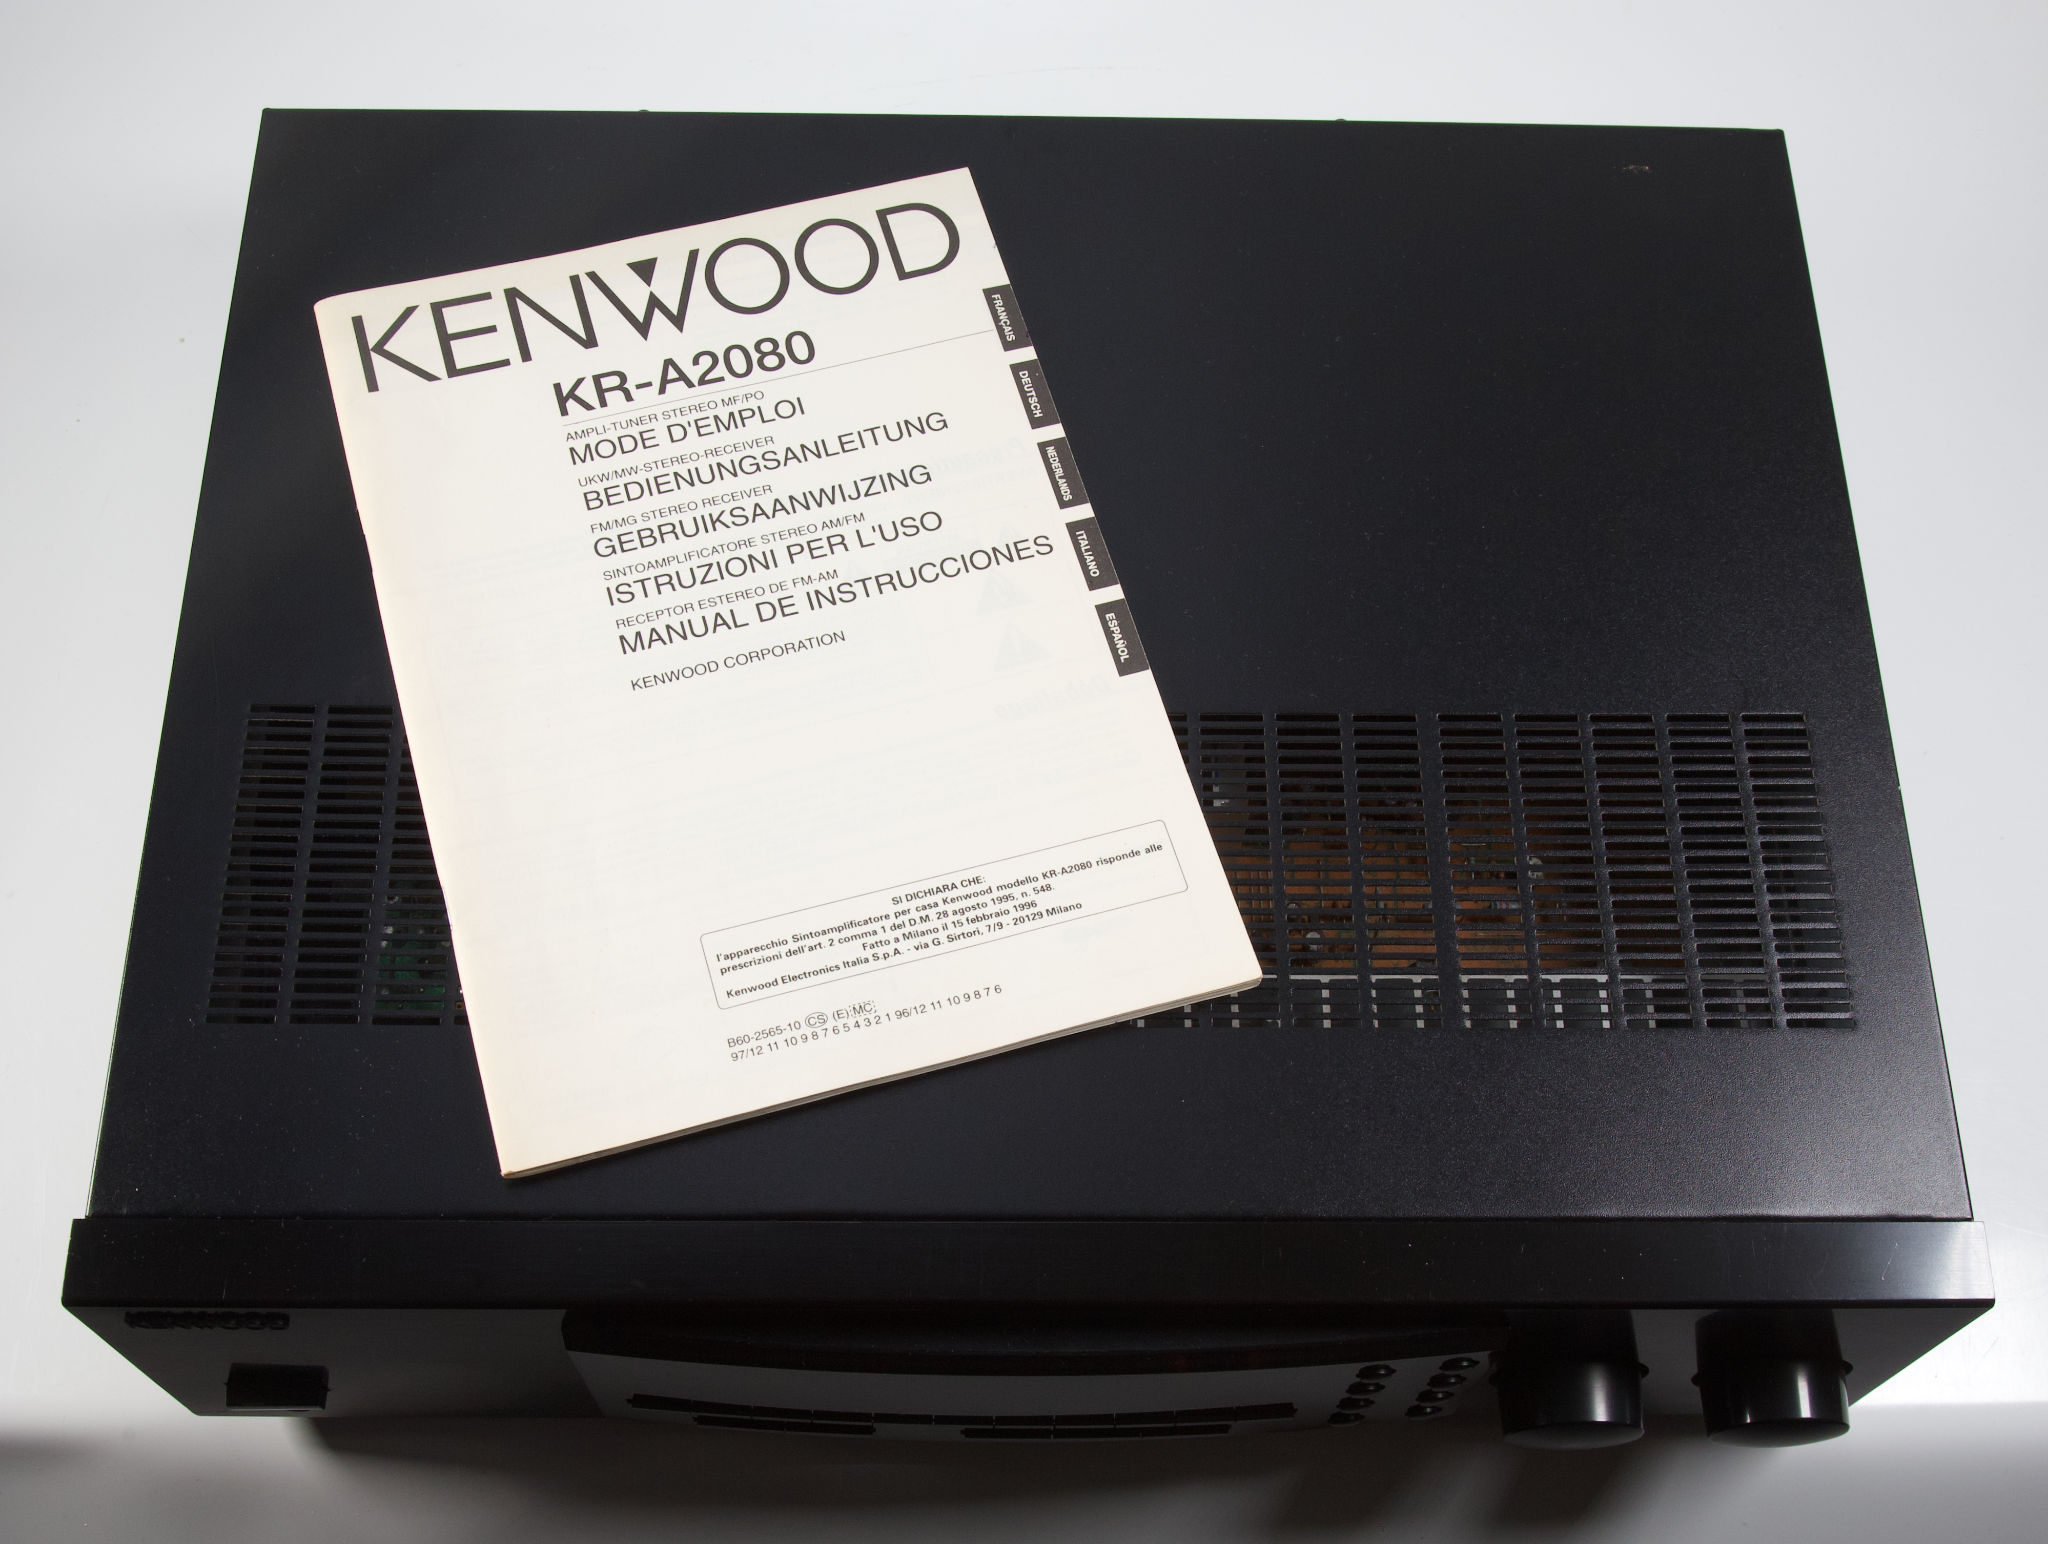 KENWOOD
KR-A2080
AMPLI-TUNER STEREO MF/PO
MODE D'EMPLOI
UKW/MW-STEREO-RECEIVER
BEDIENUNGSANLEITUNG
FM/MG STEREO RECEIVER
GEBRUIKSAANWIJZING
SINTOAMPLIFICATORE STEREO AM/FM
ISTRUZIONI PER L'USO
RECEPTOR ESTEREO DE FM-AM
MANUAL DE INSTRUCCIONES
KENWOOD CORPORATION
FRANÇAIS
DEUTSCH
NEDERLANDS
ITALIANO
ESPAÑOL
SI DICHIARA CHE:
l'apparecchio Sintoamplificatore per casa Kenwood modello KR-A2080 risponde alle
prescrizioni dell'art. 2 comma 1 del D.M. 28 agosto 1995, n. 548.
Fatto a Milano il 15 febbraio 1996
Kenwood Electronics Italia S.p.A. - via G. Sirtori, 7/9 - 20129 Milano
B60-2565-10 CS (E) MC
97/12 11 10 9 8 7 6 5 4 3 2 1 96/12 11 10 9 8 7 6
KENWOOD